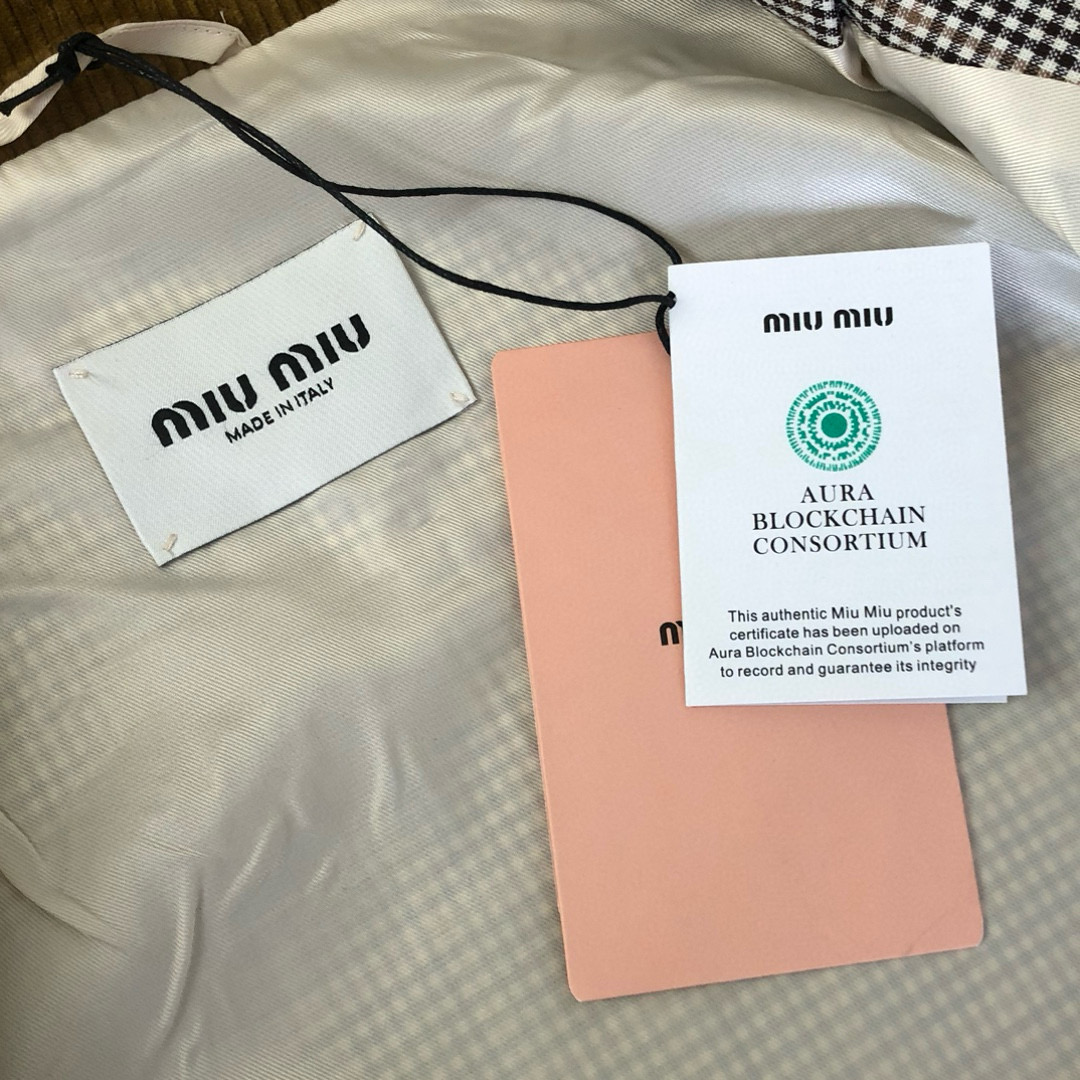 MIU MIU
MADE IN ITALY
MIU MIU
AURA
BLOCKCHAIN
CONSORTIUM
This authentic Miu Miu product's
certificate has been uploaded on
Aura Blockchain Consortium's platform
to record and guarantee its integrity